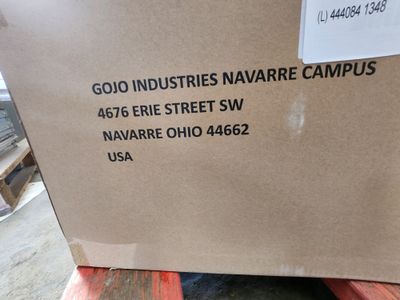 (L) 444084 1348
GOJO INDUSTRIES NAVARRE CAMPUS
4676 ERIE STREET SW
NAVARRE OHIO 44662
USA